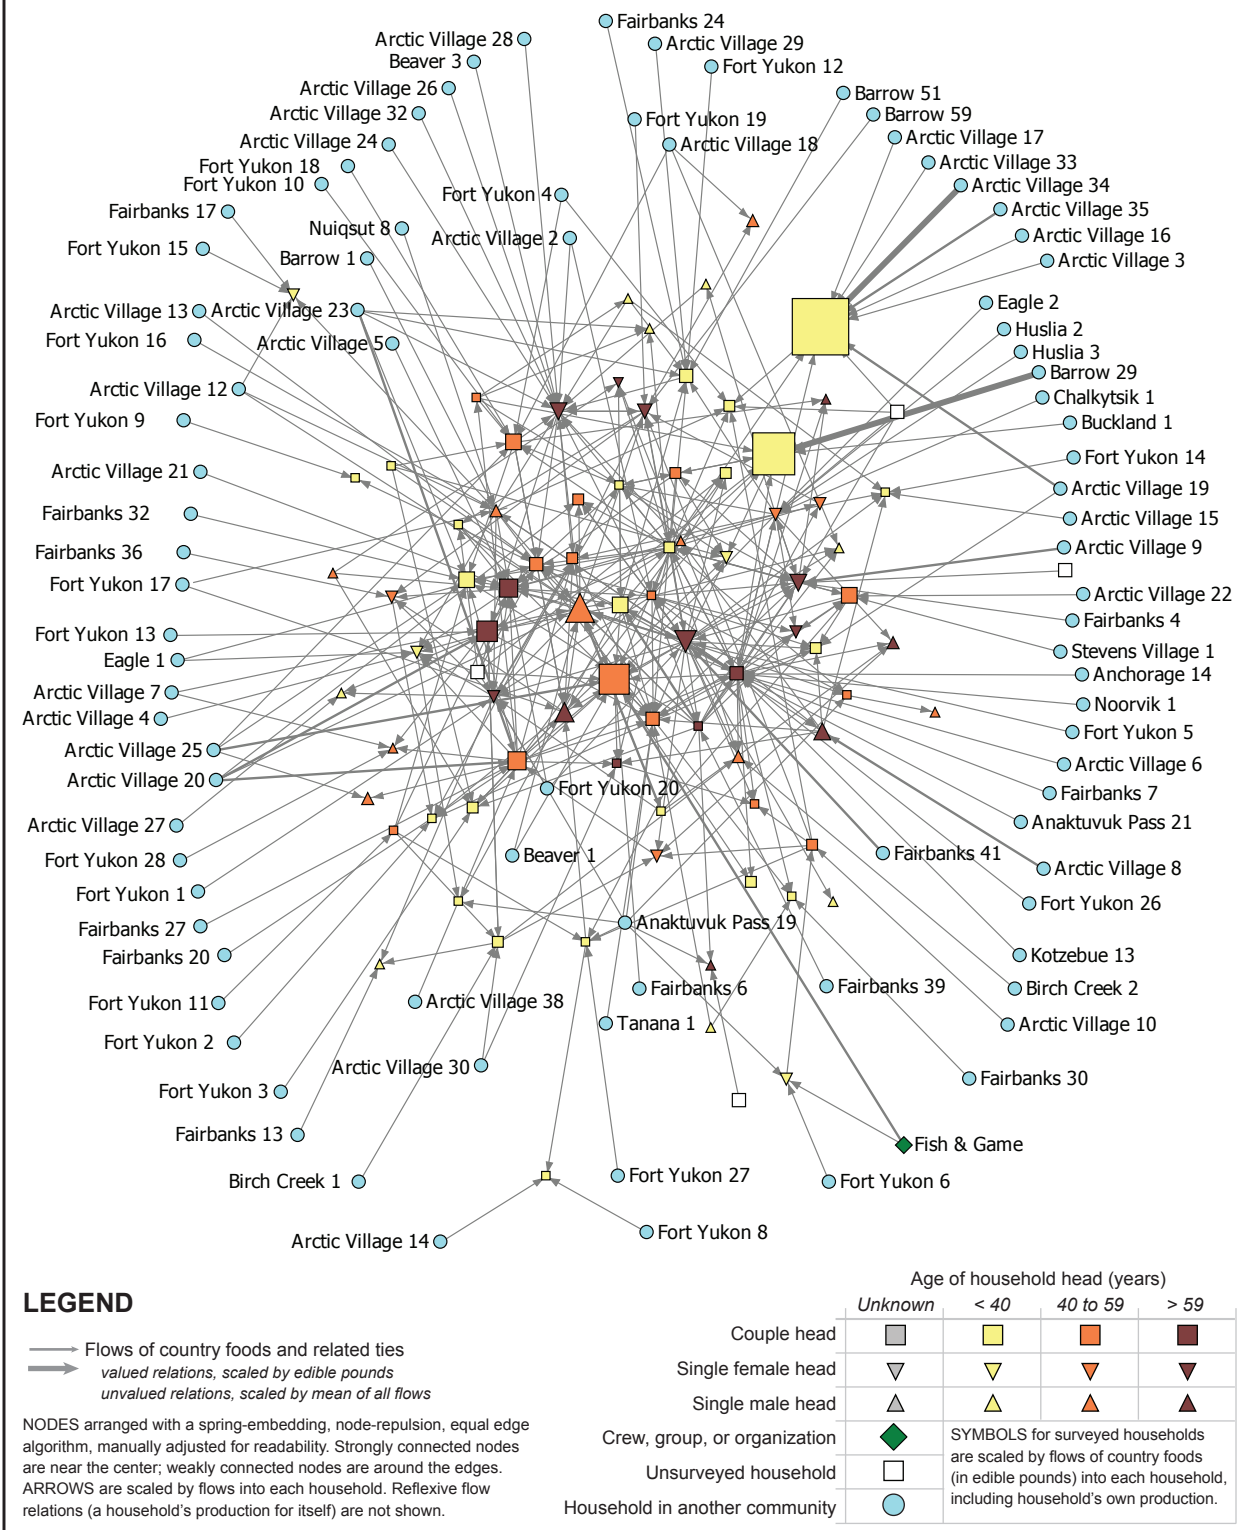 Fairbanks 24
Arctic Village 28
Arctic Village 29
Beaver 3
Fort Yukon 12
Arctic Village 26
Barrow 51
Arctic Village 32
Barrow 59
Fort Yukon 19
Arctic Village 17
Arctic Village 24
Arctic Village 18
Fort Yukon 18
Arctic Village 33
Fort Yukon 10
Arctic Village 34
Fort Yukon 4
Fairbanks 17
Arctic Village 35
Nuiqsut 8
Arctic Village 2
Arctic Village 16
Fort Yukon 15
Barrow 1
Arctic Village 3
Eagle 2
Arctic Village 13
Arctic Village 23
Huslia 2
Fort Yukon 16
Arctic Village 5
Huslia 3
Barrow 29
Arctic Village 12
Chalkytsik 1
Fort Yukon 9
Buckland 1
Fort Yukon 14
Arctic Village 21
Arctic Village 19
Fairbanks 32
Arctic Village 15
Arctic Village 9
Fairbanks 36
Fort Yukon 17
Arctic Village 22
Fairbanks 4
Fort Yukon 13
Stevens Village 1
Eagle 1
Anchorage 14
Arctic Village 7
Noorvik 1
Arctic Village 4
Fort Yukon 5
Arctic Village 25
Arctic Village 6
Arctic Village 20
Fort Yukon 20
Fairbanks 7
Arctic Village 27
Anaktuvuk Pass 21
Fort Yukon 28
Beaver 1
Fairbanks 41
Arctic Village 8
Fort Yukon 1
Fort Yukon 26
Fairbanks 27
Anaktuvuk Pass 19
Fairbanks 20
Kotzebue 13
Fairbanks 6
Fairbanks 39
Birch Creek 2
Fort Yukon 11
Arctic Village 38
Tanana 1
Arctic Village 10
Fort Yukon 2
Arctic Village 30
Fairbanks 30
Fort Yukon 3
Fairbanks 13
Fish & Game
Birch Creek 1
Fort Yukon 27
Fort Yukon 6
Arctic Village 14
Fort Yukon 8
LEGEND
Flows of country foods and related ties
valued relations, scaled by edible pounds
unvalued relations, scaled by mean of all flows
NODES arranged with a spring-embedding, node-repulsion, equal edge
algorithm, manually adjusted for readability. Strongly connected nodes
are near the center; weakly connected nodes are around the edges.
ARROWS are scaled by flows into each household. Reflexive flow
relations (a household's production for itself) are not shown.
Age of household head (years)
Unknown < 40 40 to 59 > 59
Couple head
Single female head
Single male head
Crew, group, or organization
Unsurveyed household
Household in another community
SYMBOLS for surveyed households
are scaled by flows of country foods
(in edible pounds) into each household,
including household's own production.